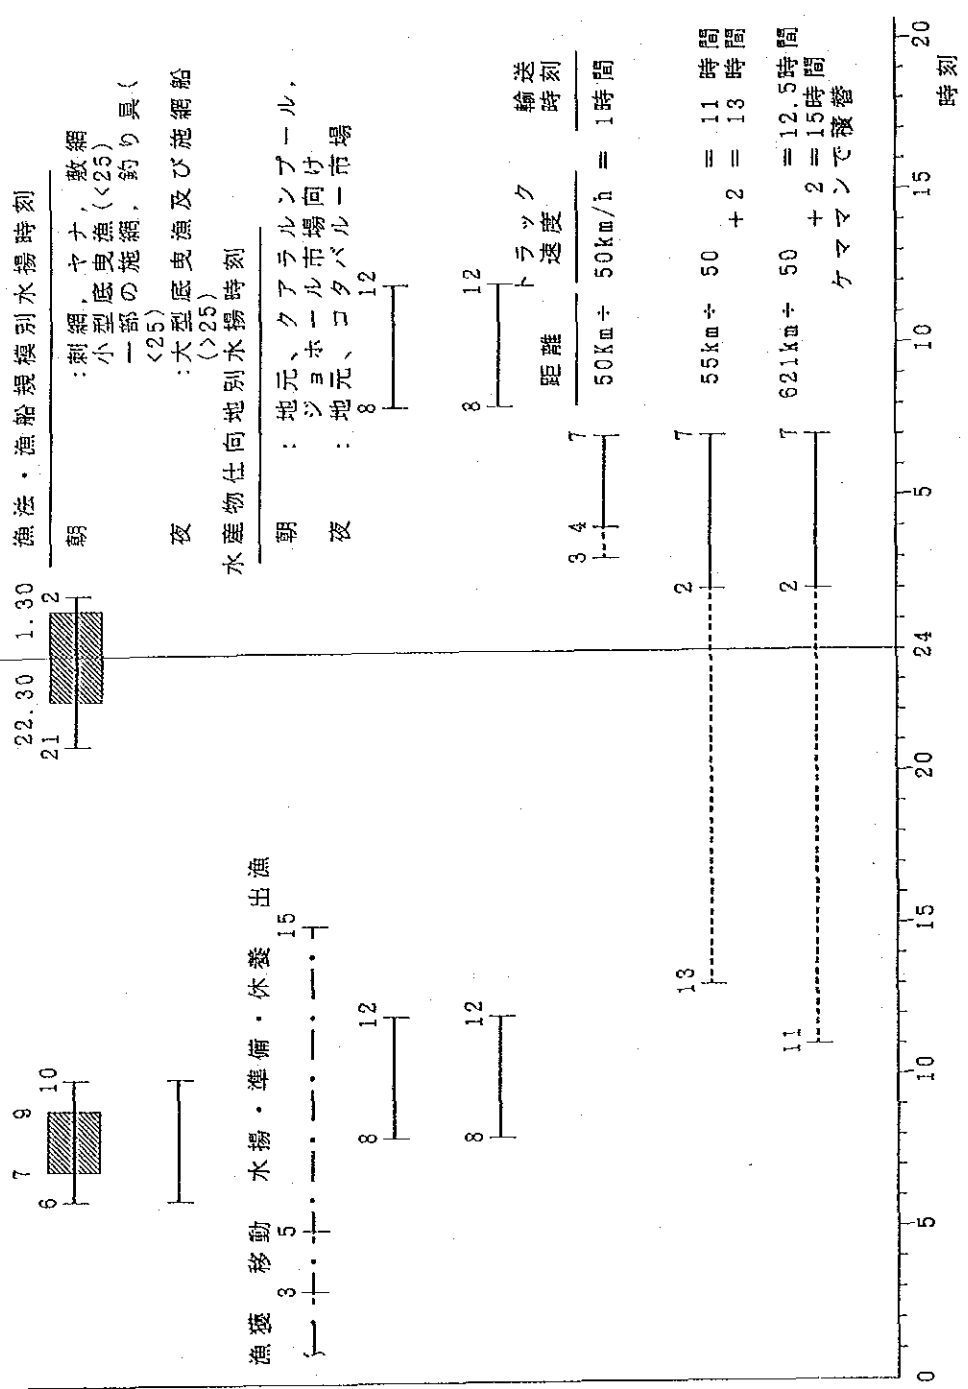 22.30 1.30
21 2
7 9
6 10
漁法・漁船規模別水揚時刻
朝 :刺網,ヤナ,敷網
小型底曳漁(<25)
一部の施網,釣り具(
<25)
夜 :大型底曳漁及び施網船
(>25)
水産物仕向地別水揚時刻
朝 : 地元、クアラルンプール,
ジョホール市場向け
夜 : 地元、コタバルー市場
漁獲 移動 水揚・準備・休養 出漁
3 5 15
8 12 8 12
8 12 8 12
距離 トラック速度 輸送時刻
3 4 7 50Km÷ 50km/h = 1時間
13 2 7 55km÷ 50 = 11 時間
+ 2 = 13 時間
11 2 7 621km÷ 50 =12.5時間
+ 2 =15時間
ケママンで積替
0 5 10 15 20 24 5 10 15 20
時刻